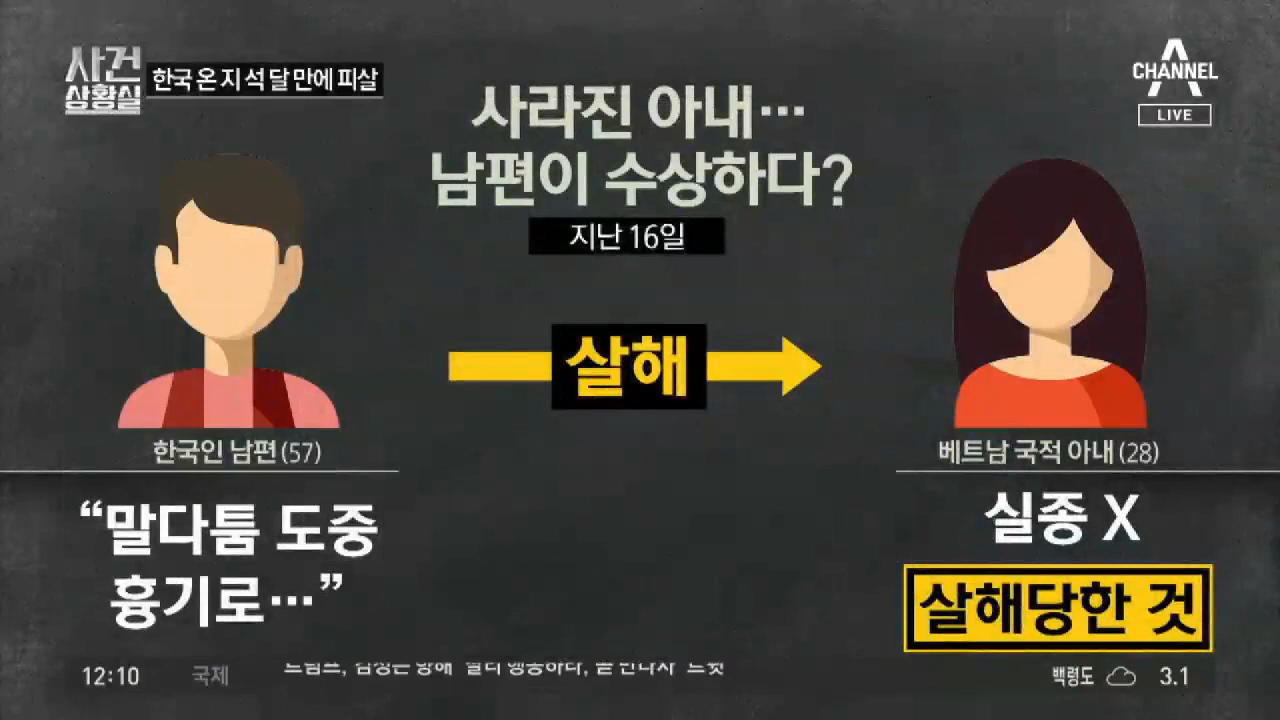 사건
상황실
한국 온 지 석 달 만에 피살
CHANNEL
LIVE
사라진 아내…
남편이 수상하다?
지난 16일
살해
한국인 남편 (57)
베트남 국적 아내 (28)
“말다툼 도중
흉기로…”
실종 X
살해당한 것
12:10
국제
백령도
3.1